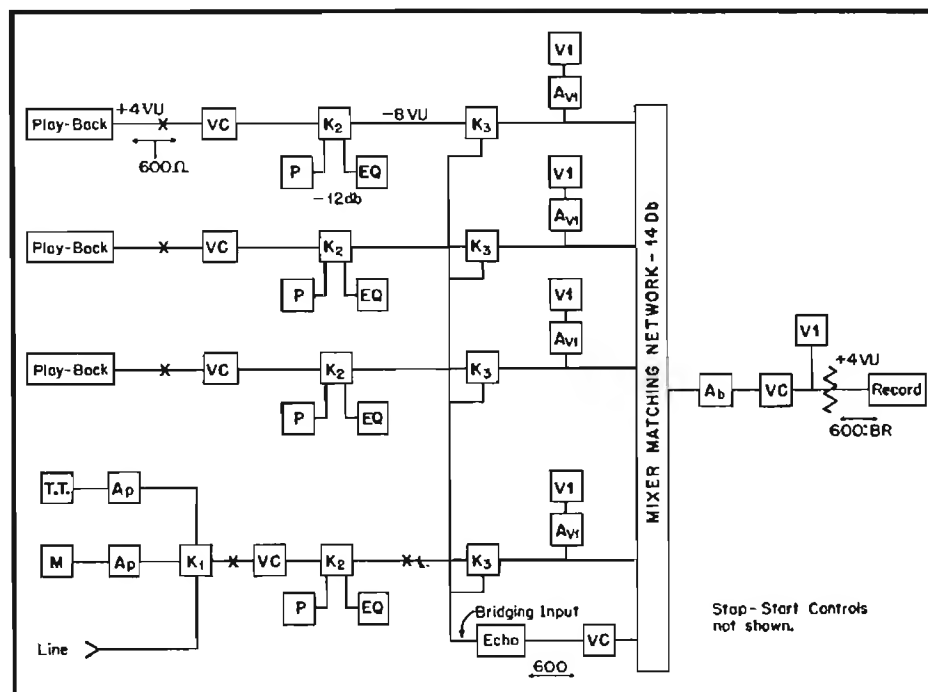 V1
AV1
+4 VU
Play-Back
VC
K2
-8 VU
K3
600Ω
P
EQ
-12db
V1
AV1
Play-Back
VC
K2
K3
P
EQ
V1
AV1
Play-Back
VC
K2
K3
P
EQ
MIXER MATCHING NETWORK-14Db
V1
+4 VU
Ab
VC
Record
600:BR
V1
AV1
T.T.
Ap
M
Ap
K1
VC
K2
K3
P
EQ
Line
Bridging Input
Echo
VC
600
Stop-Start Controls
not shown.